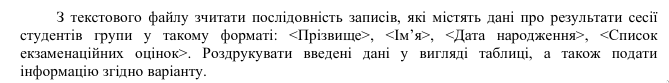 З текстового файлу зчитати послідовність записів, які містять дані про результати сесії
студентів групи у такому форматі: <Прізвище>, <Ім’я>, <Дата народження>, <Список
екзаменаційних оцінок>. Роздрукувати введені дані у вигляді таблиці, а також подати
інформацію згідно варіанту.